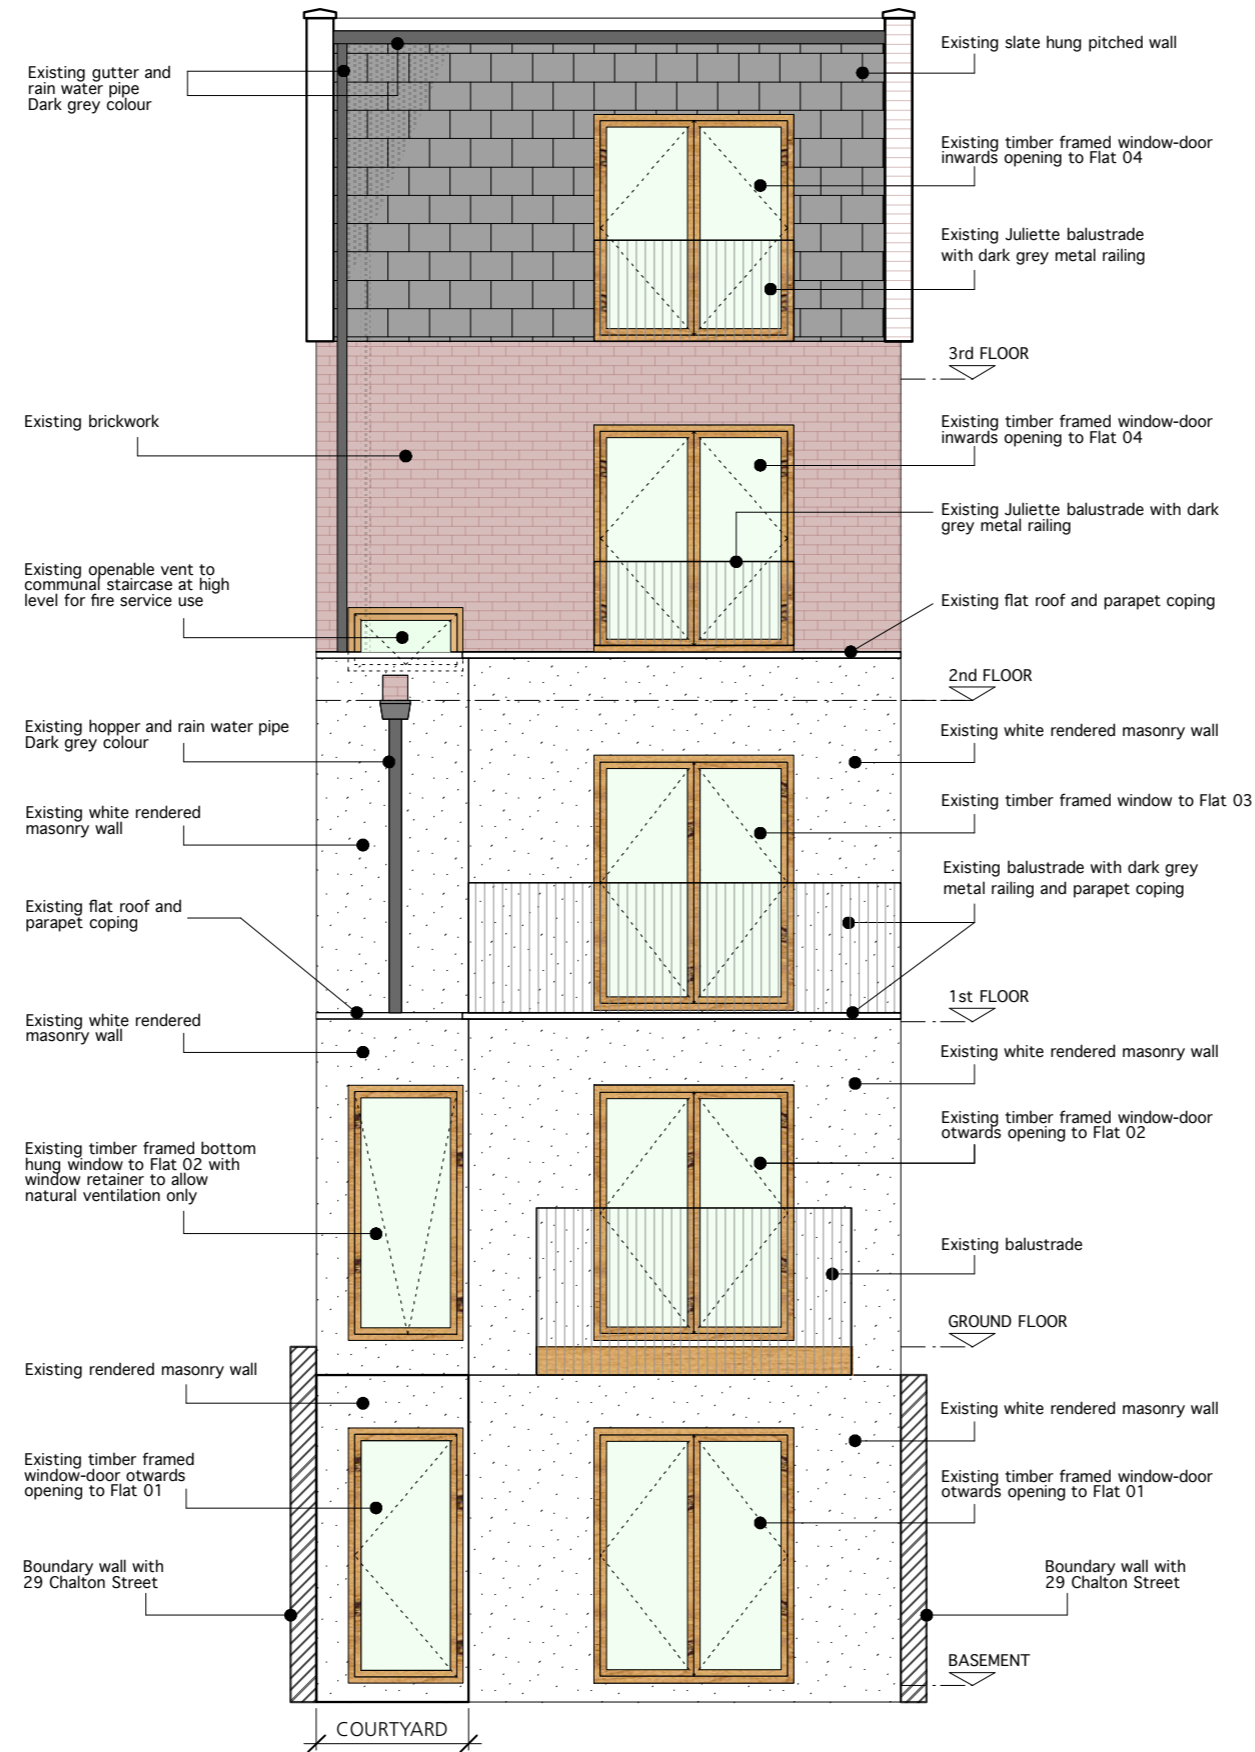 Existing gutter and
rain water pipe
Dark grey colour
Existing slate hung pitched wall
Existing timber framed window-door
inwards opening to Flat 04
Existing Juliette balustrade
with dark grey metal railing
3rd FLOOR
Existing brickwork
Existing timber framed window-door
inwards opening to Flat 04
Existing Juliette balustrade with dark
grey metal railing
Existing openable vent to
communal staircase at high
level for fire service use
Existing flat roof and parapet coping
2nd FLOOR
Existing hopper and rain water pipe
Dark grey colour
Existing white rendered masonry wall
Existing white rendered
masonry wall
Existing timber framed window to Flat 03
Existing balustrade with dark grey
metal railing and parapet coping
Existing flat roof and
parapet coping
1st FLOOR
Existing white rendered
masonry wall
Existing white rendered masonry wall
Existing timber framed window-door
otwards opening to Flat 02
Existing timber framed bottom
hung window to Flat 02 with
window retainer to allow
natural ventilation only
Existing balustrade
GROUND FLOOR
Existing rendered masonry wall
Existing white rendered masonry wall
Existing timber framed
window-door otwards
opening to Flat 01
Existing timber framed window-door
otwards opening to Flat 01
Boundary wall with
29 Chalton Street
Boundary wall with
29 Chalton Street
BASEMENT
COURTYARD